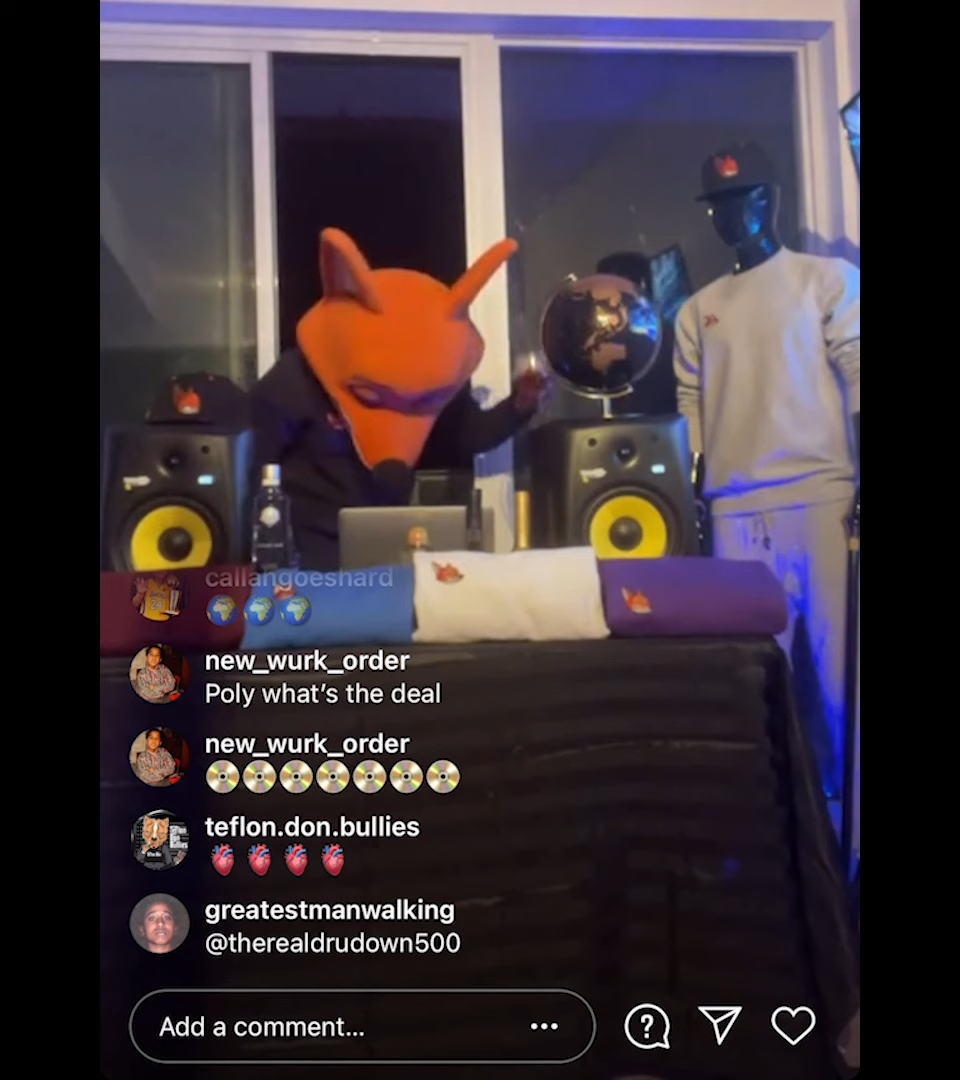 callangoeshard
new_wurk_order
Poly what’s the deal
new_wurk_order
teflon.don.bullies
greatestmanwalking
@therealdrudown500
Add a comment...